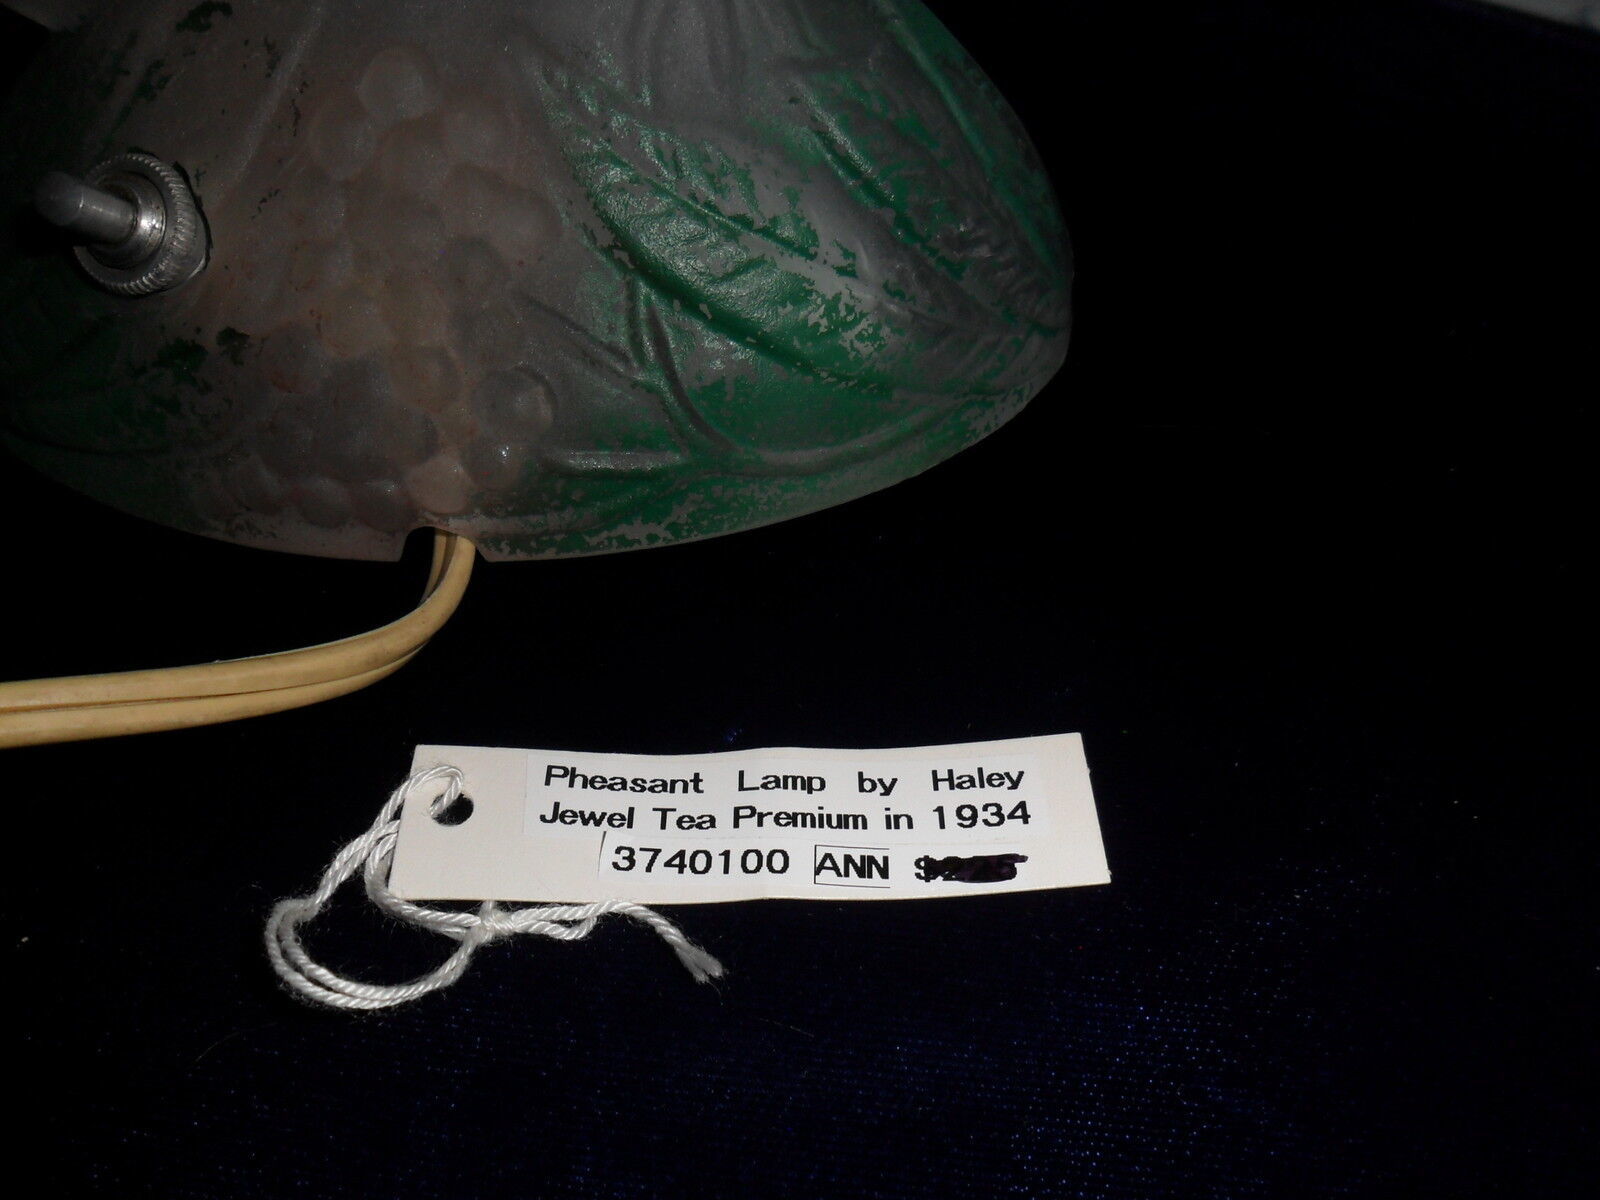 Pheasant Lamp by Haley
Jewel Tea Premium in 1934
3740100 ANN